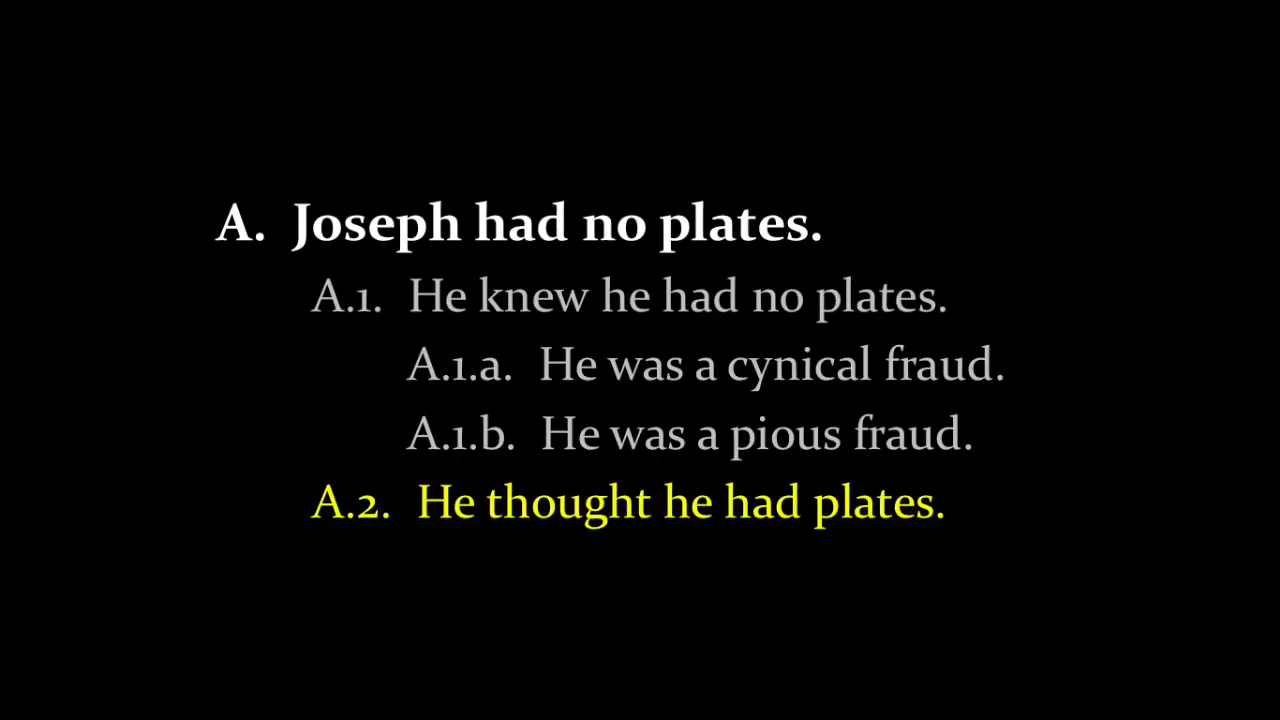 A. Joseph had no plates.
A.1. He knew he had no plates.
A.1.a. He was a cynical fraud.
A.1.b. He was a pious fraud.
A.2. He thought he had plates.